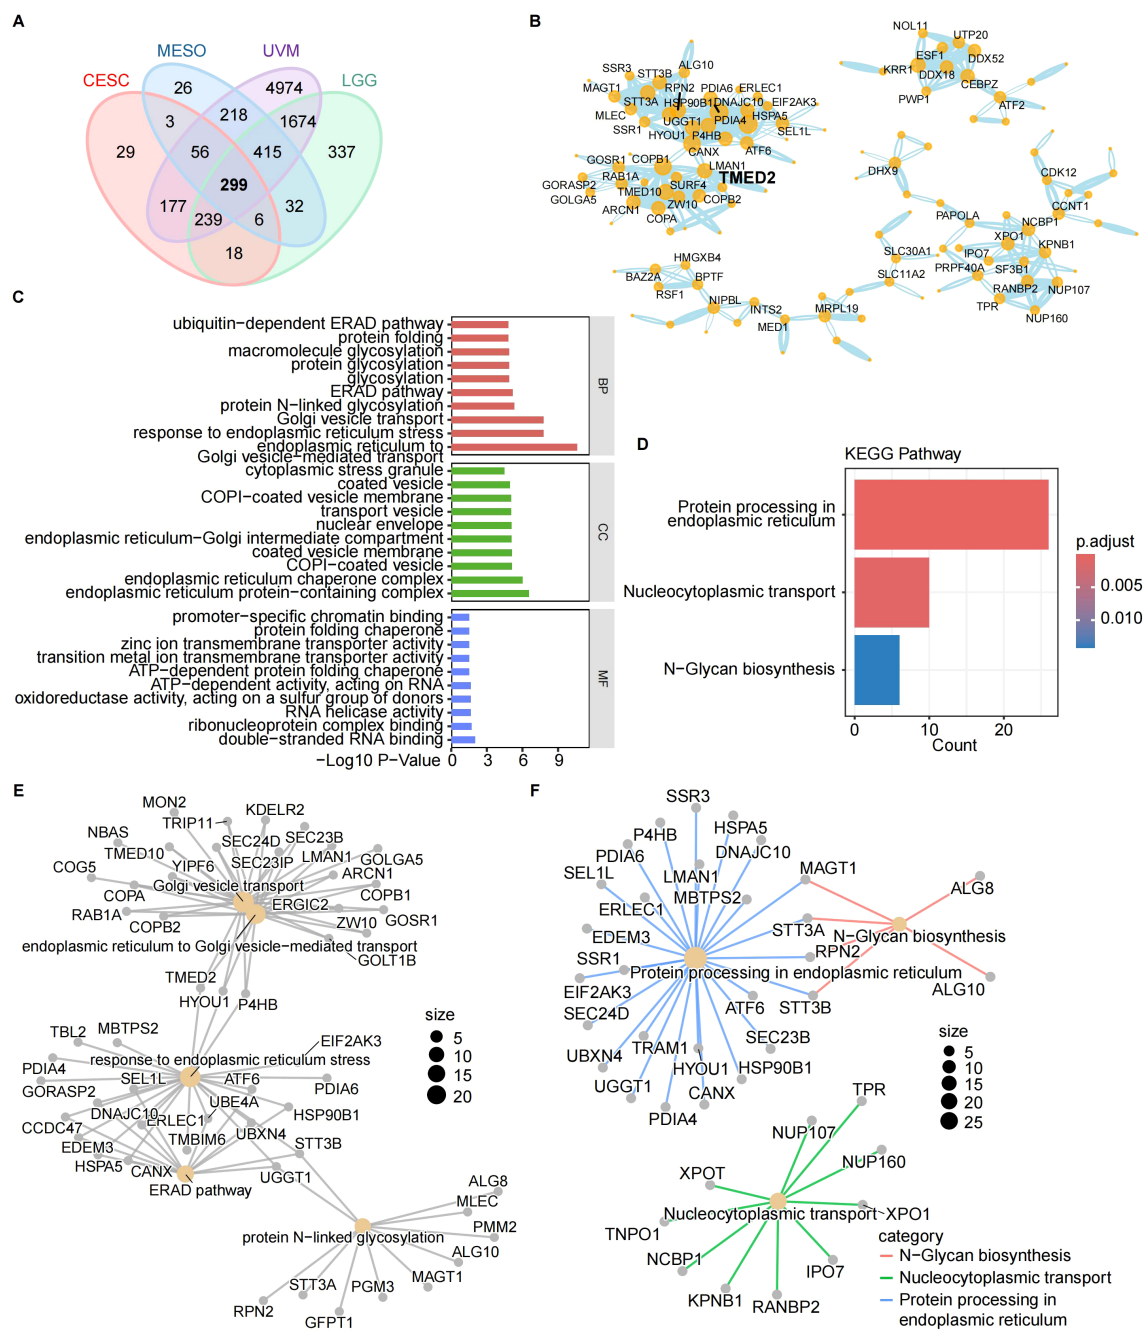 A
MESO
UVM
CESC
LGG
26
4974
3
218
1674
29
56
415
337
299
177
239
6
32
18
B
NOL11
UTP20
ESF1
DDX52
KRR1
DDX18
CEBPZ
PWP1
ATF2
SSR3
STT3B
ALG10
MAGT1
RPN2
PDIA6
ERLEC1
STT3A
HSP90B1
DNAJC10
EIF2AK3
MLEC
UGGT1
PDIA4
HSPA5
SSR1
HYOU1
P4HB
SEL1L
CANX
ATF6
GOSR1
COPB1
LMAN1
TMED2
GORASP2
RAB1A
SURF4
GOLGA5
TMED10
ZW10
COPB2
ARCN1
COPA
DHX9
CDK12
CCNT1
PAPOLA
NCBP1
XPO1
KPNB1
SLC30A1
IPO7
PRPF40A
SF3B1
SLC11A2
RANBP2
NUP107
TPR
NUP160
HMGXB4
BAZ2A
BPTF
RSF1
NIPBL
INTS2
MRPL19
MED1
C
ubiquitin−dependent ERAD pathway
protein folding
macromolecule glycosylation
protein glycosylation
glycosylation
ERAD pathway
protein N−linked glycosylation
Golgi vesicle transport
response to endoplasmic reticulum stress
endoplasmic reticulum to
Golgi vesicle−mediated transport
BP
cytoplasmic stress granule
coated vesicle
COPI−coated vesicle membrane
transport vesicle
nuclear envelope
endoplasmic reticulum−Golgi intermediate compartment
coated vesicle membrane
COPI−coated vesicle
endoplasmic reticulum chaperone complex
endoplasmic reticulum protein−containing complex
CC
promoter−specific chromatin binding
protein folding chaperone
zinc ion transmembrane transporter activity
transition metal ion transmembrane transporter activity
ATP−dependent protein folding chaperone
ATP−dependent activity, acting on RNA
oxidoreductase activity, acting on a sulfur group of donors
RNA helicase activity
ribonucleoprotein complex binding
double−stranded RNA binding
MF
−Log10 P−Value
0 3 6 9
D
KEGG Pathway
Protein processing in
endoplasmic reticulum
Nucleocytoplasmic transport
N−Glycan biosynthesis
0 10 20
Count
p.adjust
0.005
0.010
E
MON2
KDELR2
TRIP11
NBAS
SEC24D
SEC23B
TMED10
YIPF6
SEC23IP
LMAN1
GOLGA5
COG5
ARCN1
Golgi vesicle transport
COPA
COPB1
ERGIC2
RAB1A
COPB2
ZW10
GOSR1
endoplasmic reticulum to Golgi vesicle−mediated transport
GOLT1B
TMED2
HYOU1
P4HB
TBL2
MBTPS2
EIF2AK3
response to endoplasmic reticulum stress
PDIA4
SEL1L
ATF6
PDIA6
GORASP2
UBE4A
DNAJC10
ERLEC1
HSP90B1
CCDC47
TMBIM6
UBXN4
EDEM3
STT3B
HSPA5
CANX
UGGT1
ERAD pathway
ALG8
MLEC
PMM2
protein N−linked glycosylation
ALG10
MAGT1
STT3A
PGM3
RPN2
GFPT1
size
5
10
15
20
F
SSR3
P4HB
HSPA5
PDIA6
DNAJC10
SEL1L
LMAN1
MAGT1
ALG8
ERLEC1
MBTPS2
EDEM3
STT3A
N−Glycan biosynthesis
SSR1
RPN2
Protein processing in endoplasmic reticulum
EIF2AK3
ALG10
SEC24D
ATF6
STT3B
UBXN4
TRAM1
SEC23B
HYOU1
HSP90B1
UGGT1
CANX
PDIA4
size
5
10
15
20
25
TPR
NUP107
NUP160
XPOT
Nucleocytoplasmic transport
XPO1
TNPO1
NCBP1
IPO7
KPNB1
RANBP2
category
N−Glycan biosynthesis
Nucleocytoplasmic transport
Protein processing in
endoplasmic reticulum